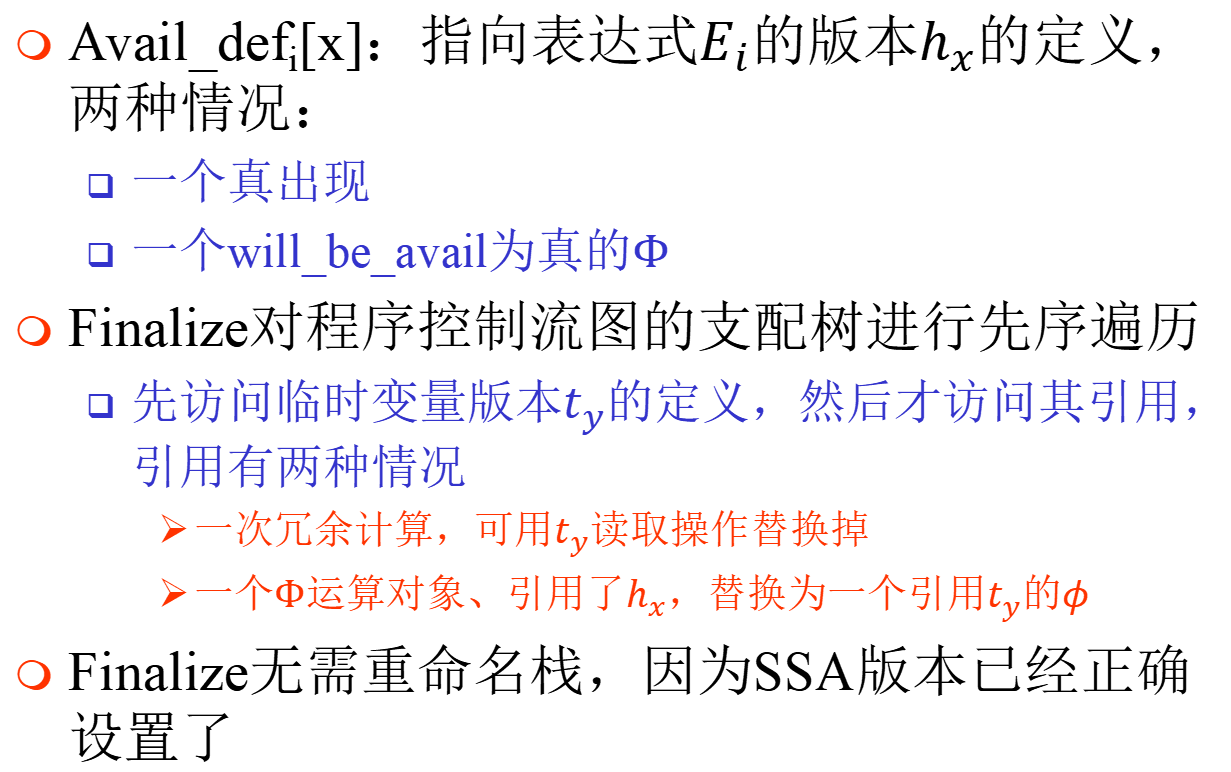 Avail_defi[x]：指向表达式Ei的版本hx的定义，
两种情况：
一个真出现
一个will_be_avail为真的Φ
Finalize对程序控制流图的支配树进行先序遍历
先访问临时变量版本ty的定义，然后才访问其引用，
引用有两种情况
一次冗余计算，可用ty读取操作替换掉
一个Φ运算对象、引用了hx，替换为一个引用ty的ϕ
Finalize无需重命名栈，因为SSA版本已经正确
设置了